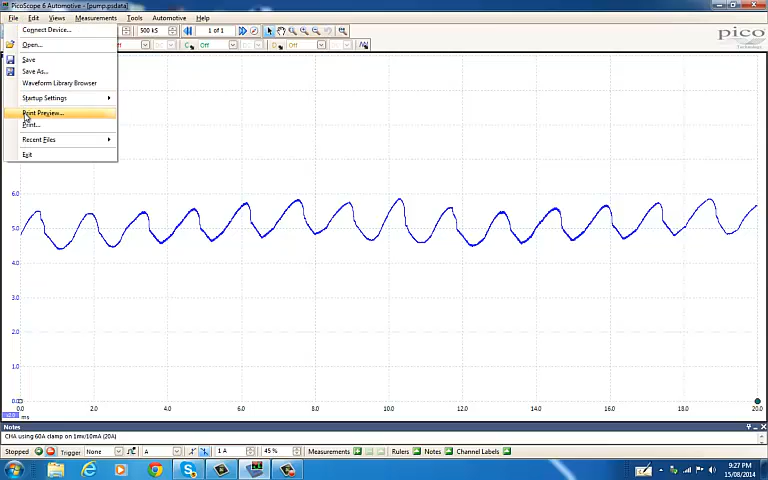 PicoScope 6 Automotive - [pump.psdata]
File Edit Views Measurements Tools Automotive Help
500 kS 1 of 1
C Off D Off
pico
Technology
Connect Device...
Open...
Save
Save As...
Waveform Library Browser
Startup Settings
Print Preview...
Print...
Recent Files
Exit
6.0
5.0
4.0
3.0
2.0
1.0
0.0
0.0 2.0 4.0 6.0 8.0 10.0 12.0 14.0 16.0 18.0 20.0
ms
Notes
CHA using 60A clamp on 1mv/10mA (20A)
Stopped Trigger None A 1 A 45 % Measurements Rulers Notes Channel Labels
9:27 PM
15/08/2014